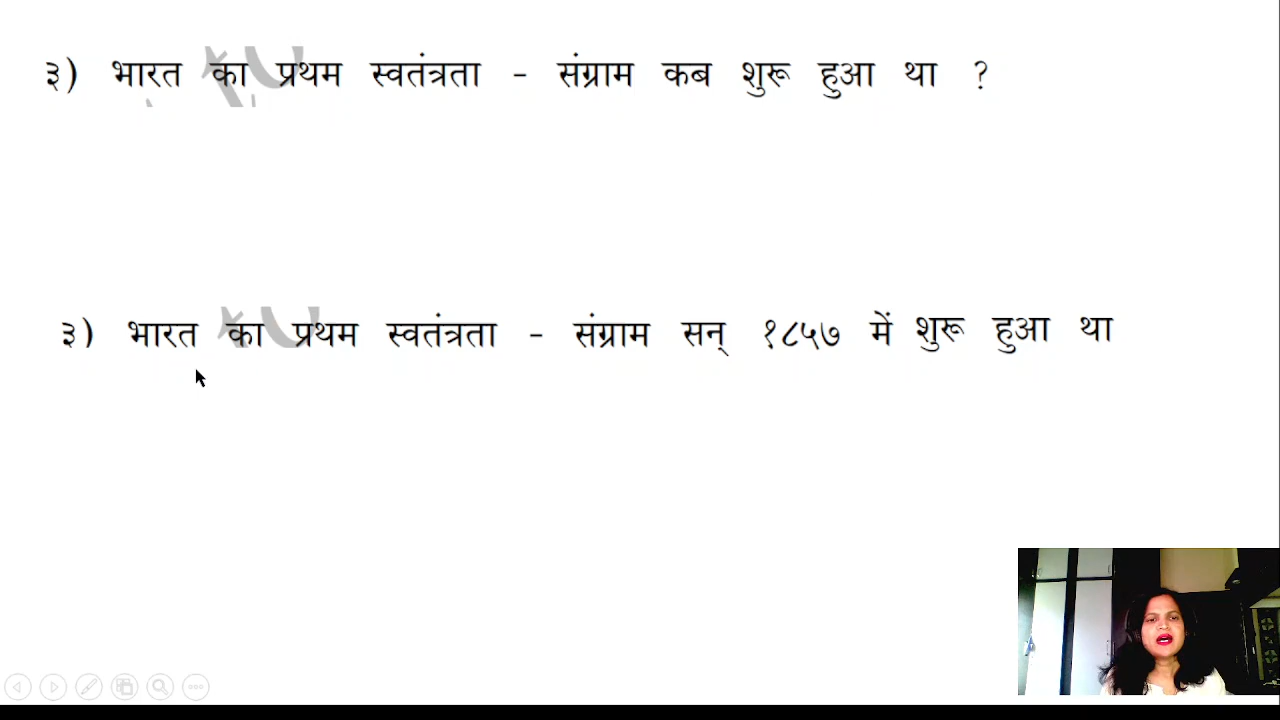 ३) भारत का प्रथम स्वतंत्रता - संग्राम कब शुरू हुआ था ?
३) भारत का प्रथम स्वतंत्रता - संग्राम सन् १८५७ में शुरू हुआ था